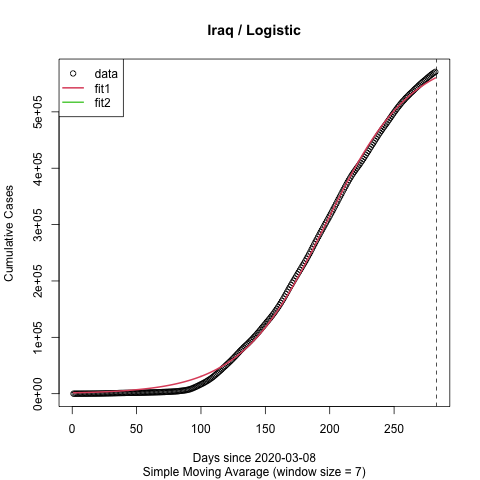 Iraq / Logistic
data
fit1
fit2
Cumulative Cases
0e+00
1e+05
2e+05
3e+05
4e+05
5e+05
0
50
100
150
200
250
Days since 2020-03-08
Simple Moving Avarage (window size = 7)